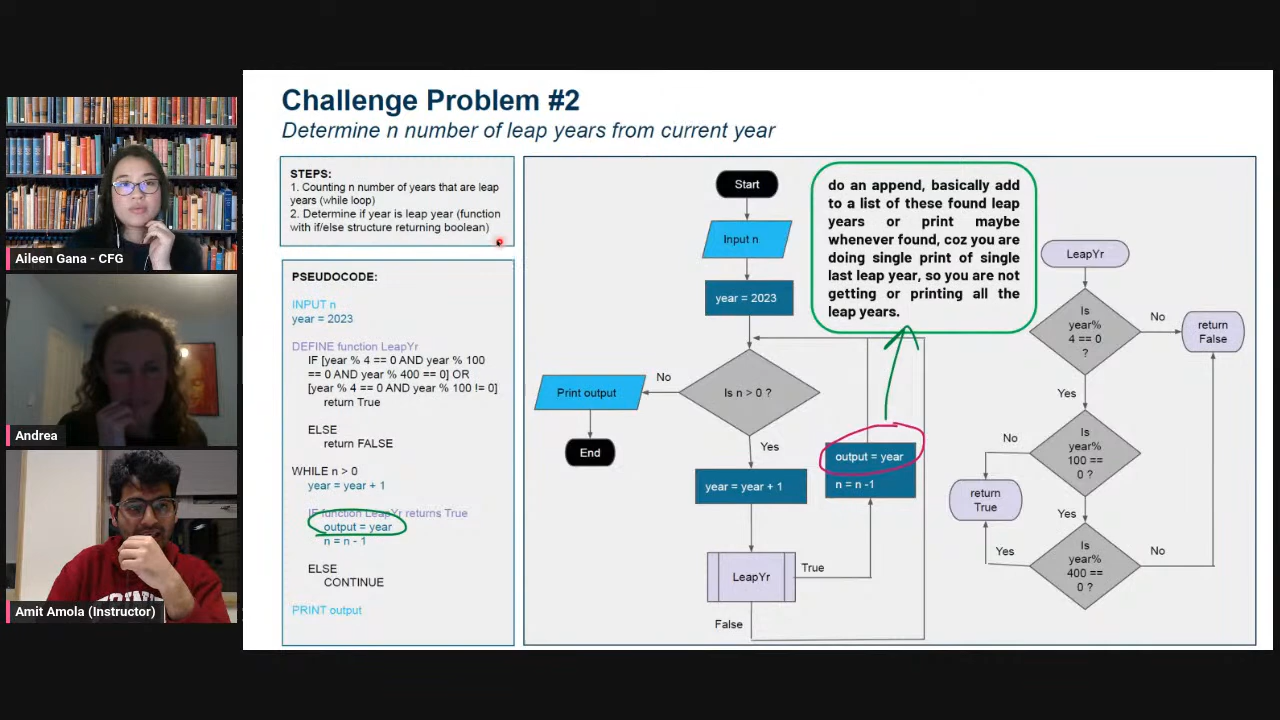 Challenge Problem #2
Determine n number of leap years from current year
STEPS:
1. Counting n number of years that are leap
years (while loop)
2. Determine if year is leap year (function
with if/else structure returning boolean)
PSEUDOCODE:
INPUT n
year = 2023
DEFINE function LeapYr
IF [year % 4 == 0 AND year % 100
== 0 AND year % 400 == 0] OR
[year % 4 == 0 AND year % 100 != 0]
return True
ELSE
return FALSE
WHILE n > 0
year = year + 1
IF function LeapYr returns True
output = year
n = n - 1
ELSE
CONTINUE
PRINT output
Start
Input n
year = 2023
Is n > 0 ?
No
Print output
End
Yes
year = year + 1
LeapYr
True
False
output = year
n = n -1
do an append, basically add
to a list of these found leap
years or print maybe
whenever found, coz you are
doing single print of single
last leap year, so you are not
getting or printing all the
leap years.
LeapYr
Is
year%
4 == 0
?
No
return
False
Yes
Is
year%
100 ==
0 ?
No
return
True
Yes
Is
year%
400 ==
0 ?
Yes
No
Aileen Gana - CFG
Andrea
Amit Amola (Instructor)